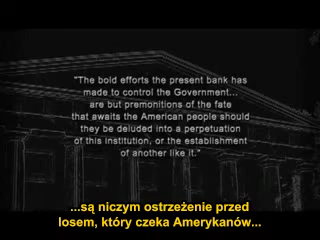 "The bold efforts the present bank has
made to control the Government...
are but premonitions of the fate
that awaits the American people should
they be deluded into a perpetuation
of this institution, or the establishment
of another like it."
...są niczym ostrzeżenie przed
losem, który czeka Amerykanów...